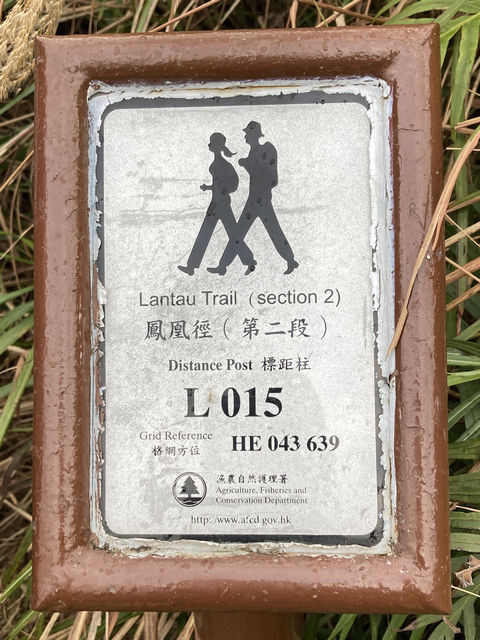 Lantau Trail (section 2)
鳳凰徑（第二段）
Distance Post 標距柱
L 015
Grid Reference HE 043 639
格網方位
漁農自然護理署
Agriculture, Fisheries and
Conservation Department
http://www.afcd.gov.hk